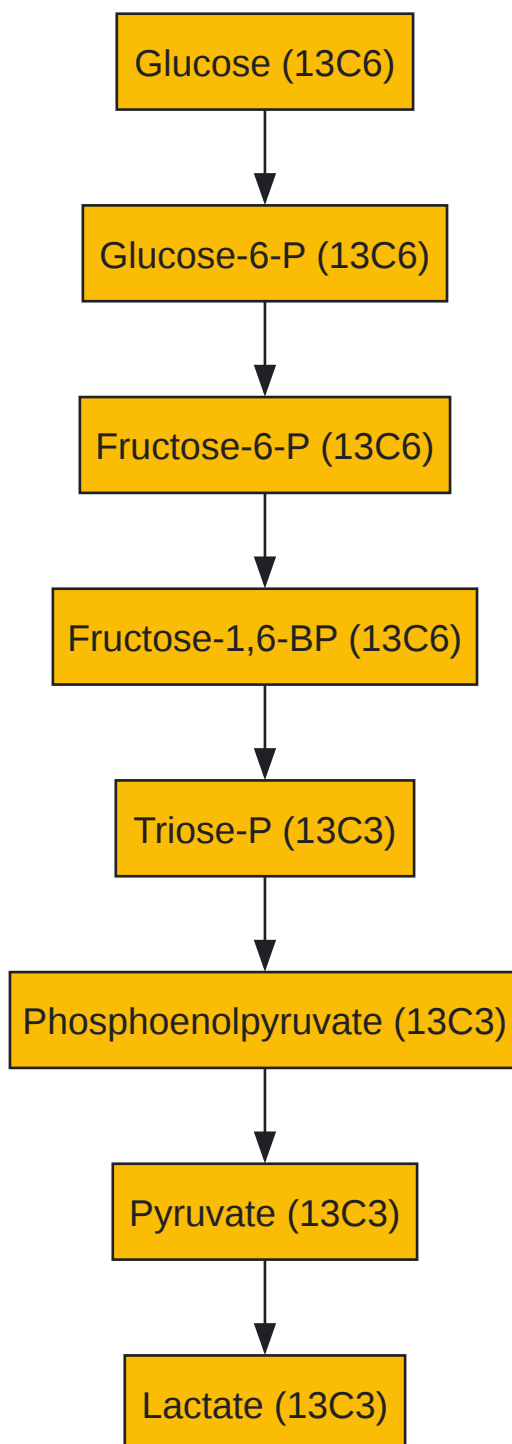 Glucose (13C6)
Glucose-6-P (13C6)
Fructose-6-P (13C6)
Fructose-1,6-BP (13C6)
Triose-P (13C3)
Phosphoenolpyruvate (13C3)
Pyruvate (13C3)
Lactate (13C3)